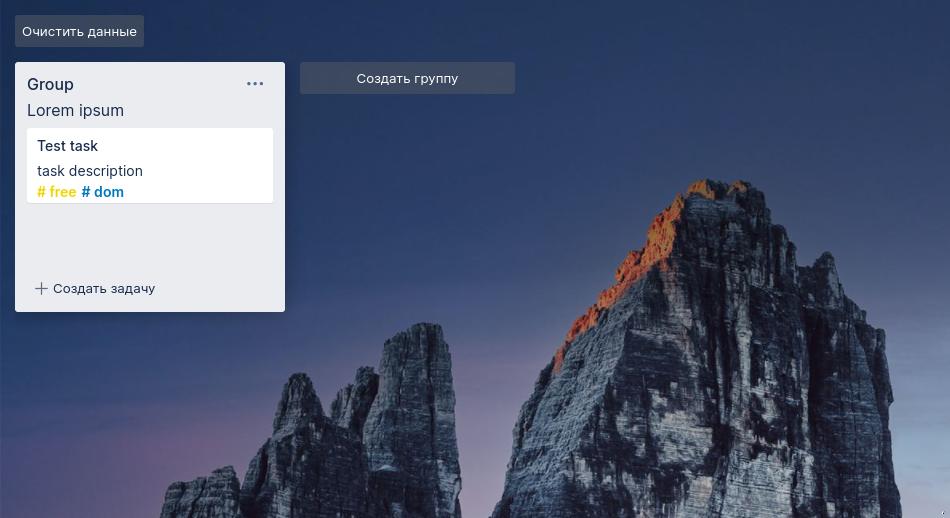 Очистить данные
Group
Создать группу
Lorem ipsum
Test task
task description
# free # dom
Создать задачу